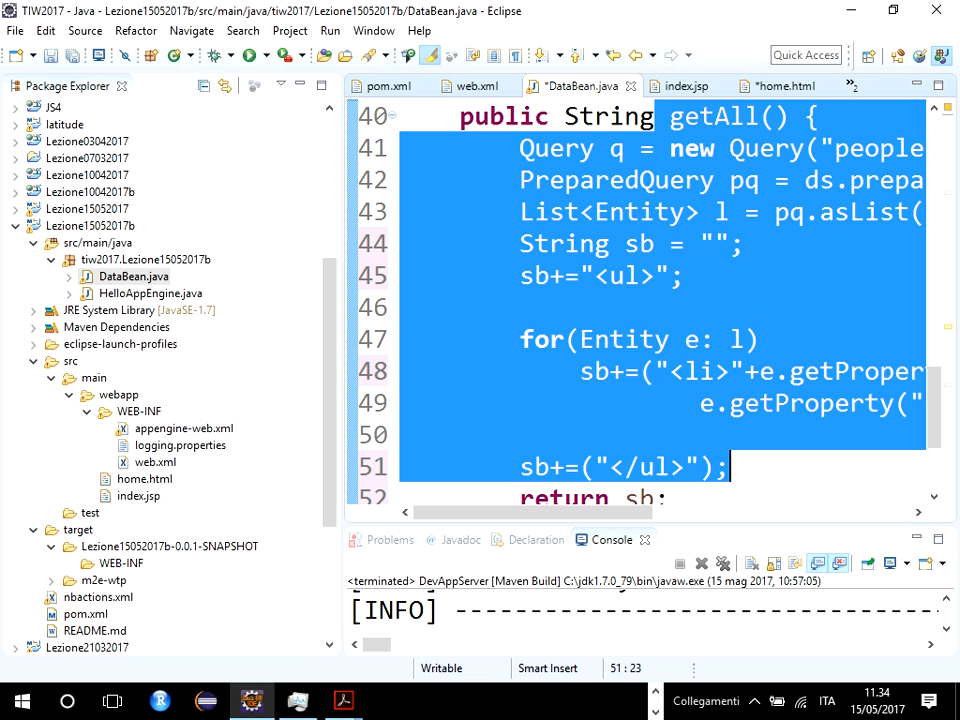 TIW2017 - Java - Lezione15052017b/src/main/java/tiw2017/Lezione15052017b/DataBean.java - Eclipse
File Edit Source Refactor Navigate Search Project Run Window Help
Quick Access
Package Explorer
JS4
latitude
Lezione03042017
Lezione07032017
Lezione10042017
Lezione10042017b
Lezione15052017
Lezione15052017b
src/main/java
tiw2017.Lezione15052017b
DataBean.java
HelloAppEngine.java
JRE System Library [JavaSE-1.7]
Maven Dependencies
eclipse-launch-profiles
src
main
webapp
WEB-INF
appengine-web.xml
logging.properties
web.xml
home.html
index.jsp
test
target
Lezione15052017b-0.0.1-SNAPSHOT
WEB-INF
m2e-wtp
nbactions.xml
pom.xml
README.md
Lezione21032017
pom.xml web.xml *DataBean.java index.jsp *home.html »2
40 public String getAll() {
41 Query q = new Query("people
42 PreparedQuery pq = ds.prepa
43 List<Entity> l = pq.asList(
44 String sb = "";
45 sb+="<ul>";
46
47 for(Entity e: l)
48 sb+=("<li>"+e.getProper
49 e.getProperty("
50
51 sb+=("</ul>");
52 return sb;
Problems Javadoc Declaration Console
<terminated> DevAppServer [Maven Build] C:\jdk1.7.0_79\bin\javaw.exe (15 mag 2017, 10:57:05)
[INFO] --------------------------------
Writable Smart Insert 51 : 23
Collegamenti ITA 11.34
15/05/2017